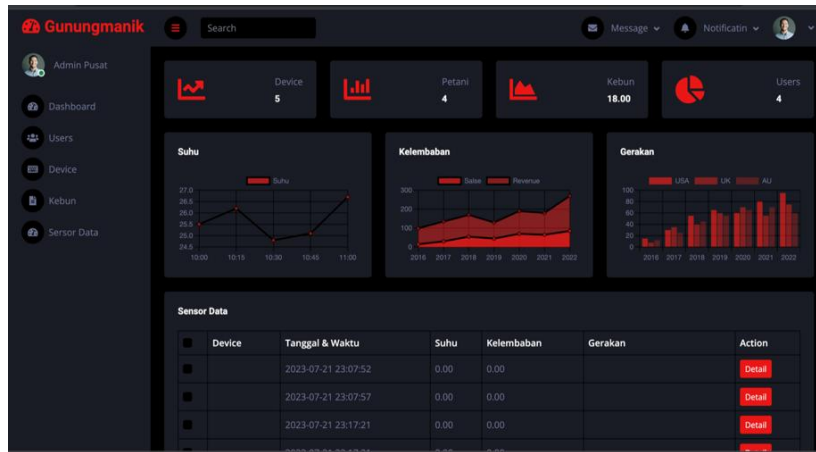 Gunungmanik
Search
Message
Notificatin
Admin Pusat
Dashboard
Users
Device
Kebun
Sersor Data
Device
5
Petani
4
Kebun
18.00
Users
4
Suhu
Suhu
27.0
26.5
26.0
25.5
25.0
24.5
10:00 10:15 10:30 10:45 11:00
Kelembaban
Salse Revenue
300
200
100
0
2016 2017 2018 2019 2020 2021 2022
Gerakan
USA UK AU
100
80
60
40
20
0
2016 2017 2018 2019 2020 2021 2022
Sensor Data
Device Tanggal & Waktu Suhu Kelembaban Gerakan Action
2023-07-21 23:07:52 0.00 0.00 Detail
2023-07-21 23:07:57 0.00 0.00 Detail
2023-07-21 23:17:21 0.00 0.00 Detail